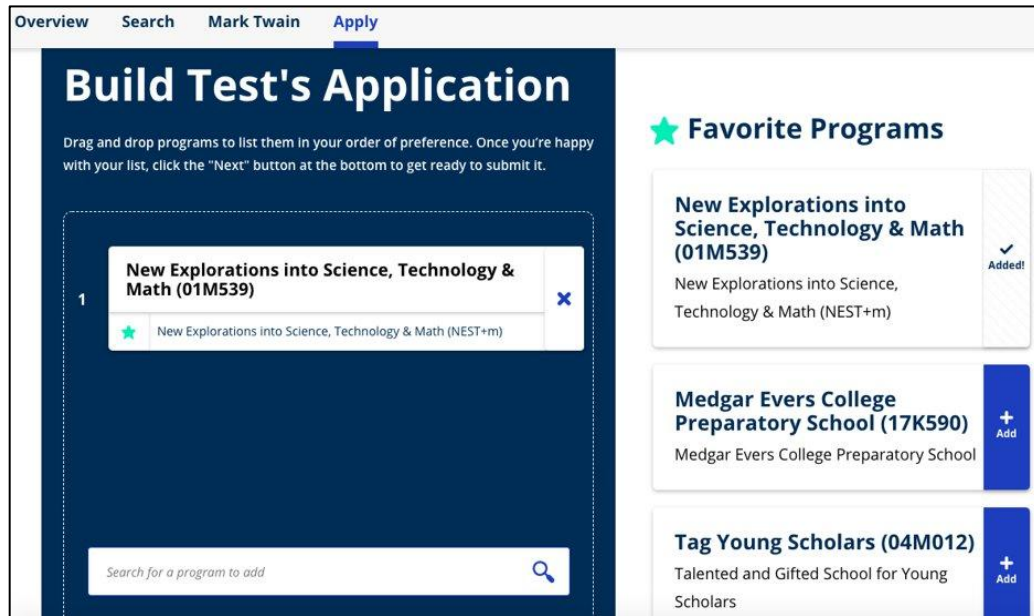 Overview Search Mark Twain Apply
Build Test's Application
Drag and drop programs to list them in your order of preference. Once you're happy
with your list, click the "Next" button at the bottom to get ready to submit it.
1
New Explorations into Science, Technology &
Math (01M539)
New Explorations into Science, Technology & Math (NEST+m)
Search for a program to add
Favorite Programs
New Explorations into
Science, Technology & Math
(01M539)
New Explorations into Science,
Technology & Math (NEST+m)
Added!
Medgar Evers College
Preparatory School (17K590)
Medgar Evers College Preparatory School
Add
Tag Young Scholars (04M012)
Talented and Gifted School for Young
Scholars
Add